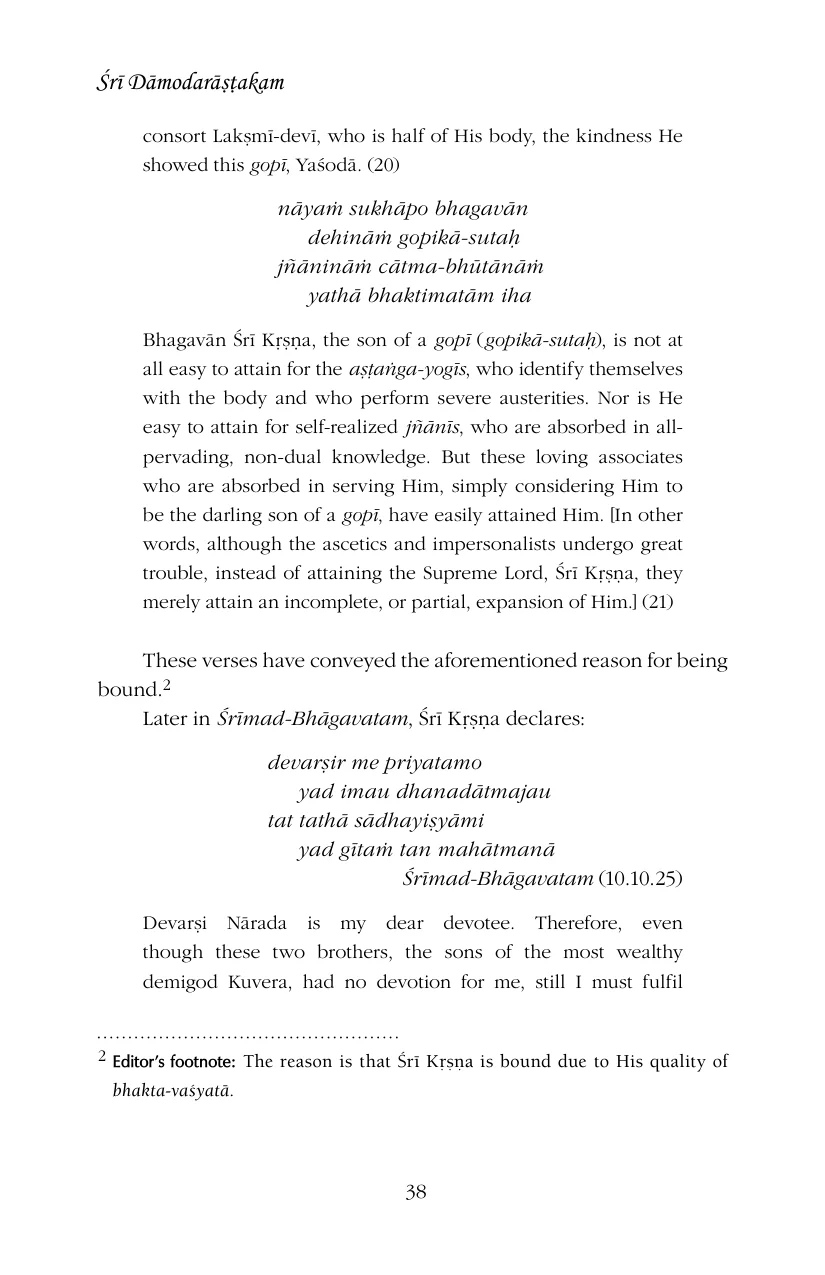 Śrī Dāmodarāṣṭakam
consort Lakṣmī-devī, who is half of His body, the kindness He
showed this gopī, Yaśodā. (20)
nāyaṁ sukhāpo bhagavān
dehināṁ gopikā-sutaḥ
jñānināṁ cātma-bhūtānāṁ
yathā bhaktimatām iha
Bhagavān Śrī Kṛṣṇa, the son of a gopī (gopikā-sutaḥ), is not at
all easy to attain for the aṣṭaṅga-yogīs, who identify themselves
with the body and who perform severe austerities. Nor is He
easy to attain for self-realized jñānīs, who are absorbed in all-
pervading, non-dual knowledge. But these loving associates
who are absorbed in serving Him, simply considering Him to
be the darling son of a gopī, have easily attained Him. [In other
words, although the ascetics and impersonalists undergo great
trouble, instead of attaining the Supreme Lord, Śrī Kṛṣṇa, they
merely attain an incomplete, or partial, expansion of Him.] (21)
These verses have conveyed the aforementioned reason for being
bound.2
Later in Śrīmad-Bhāgavatam, Śrī Kṛṣṇa declares:
devarṣir me priyatamo
yad imau dhanadātmajau
tat tathā sādhayiṣyāmi
yad gītaṁ tan mahātmanā
Śrīmad-Bhāgavatam (10.10.25)
Devarṣi Nārada is my dear devotee. Therefore, even
though these two brothers, the sons of the most wealthy
demigod Kuvera, had no devotion for me, still I must fulfil
2 Editor's footnote: The reason is that Śrī Kṛṣṇa is bound due to His quality of
bhakta-vaśyatā.
38